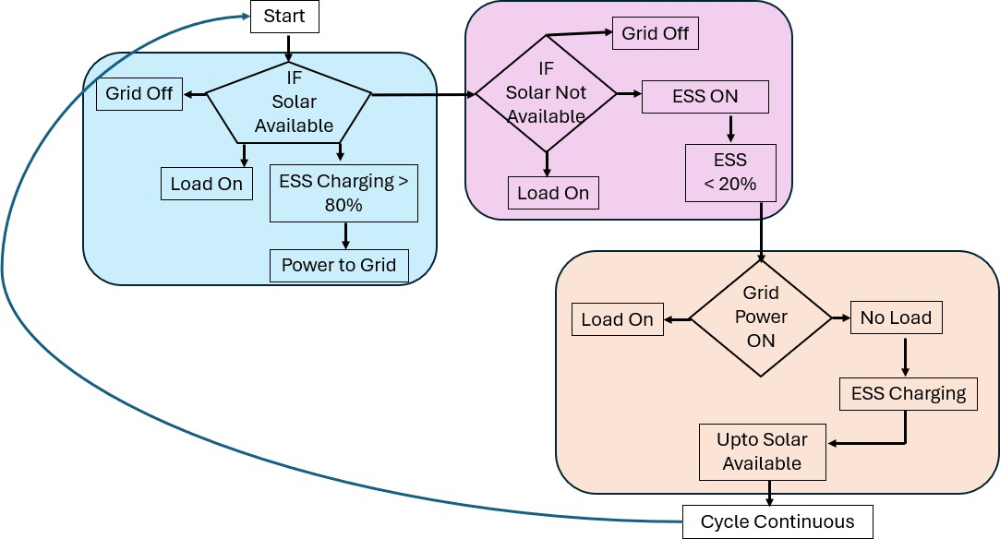 Start
IF
Solar
Available
Grid Off
Load On
ESS Charging >
80%
Power to Grid
IF
Solar Not
Available
Grid Off
ESS ON
ESS
< 20%
Load On
Grid
Power
ON
Load On
No Load
ESS Charging
Upto Solar
Available
Cycle Continuous